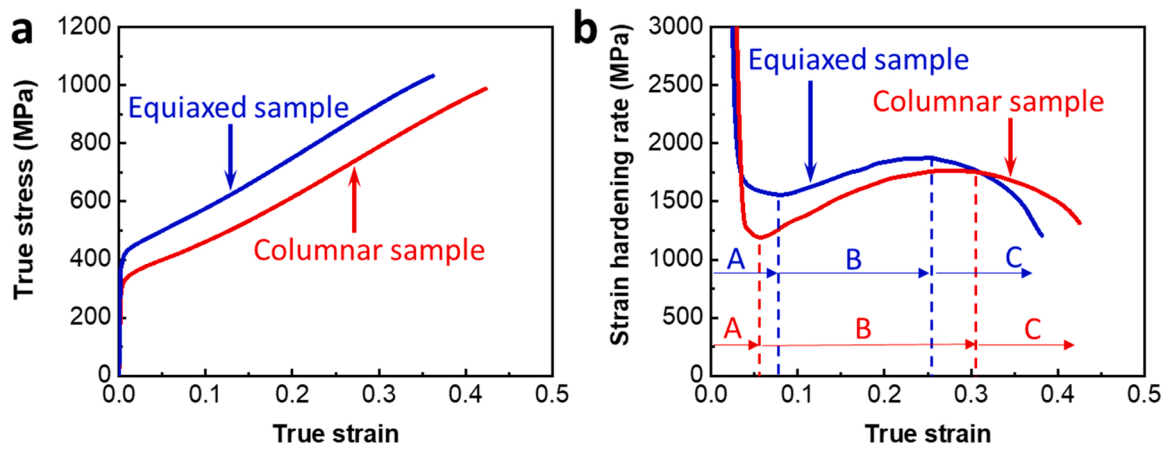 a
1200
1000
800
600
400
200
0
True stress (MPa)
Equiaxed sample
Columnar sample
0.0 0.1 0.2 0.3 0.4 0.5
True strain
b
3000
2500
2000
1500
1000
500
0
Strain hardening rate (MPa)
Equiaxed sample
Columnar sample
A B C
A B C
0.0 0.1 0.2 0.3 0.4 0.5
True strain